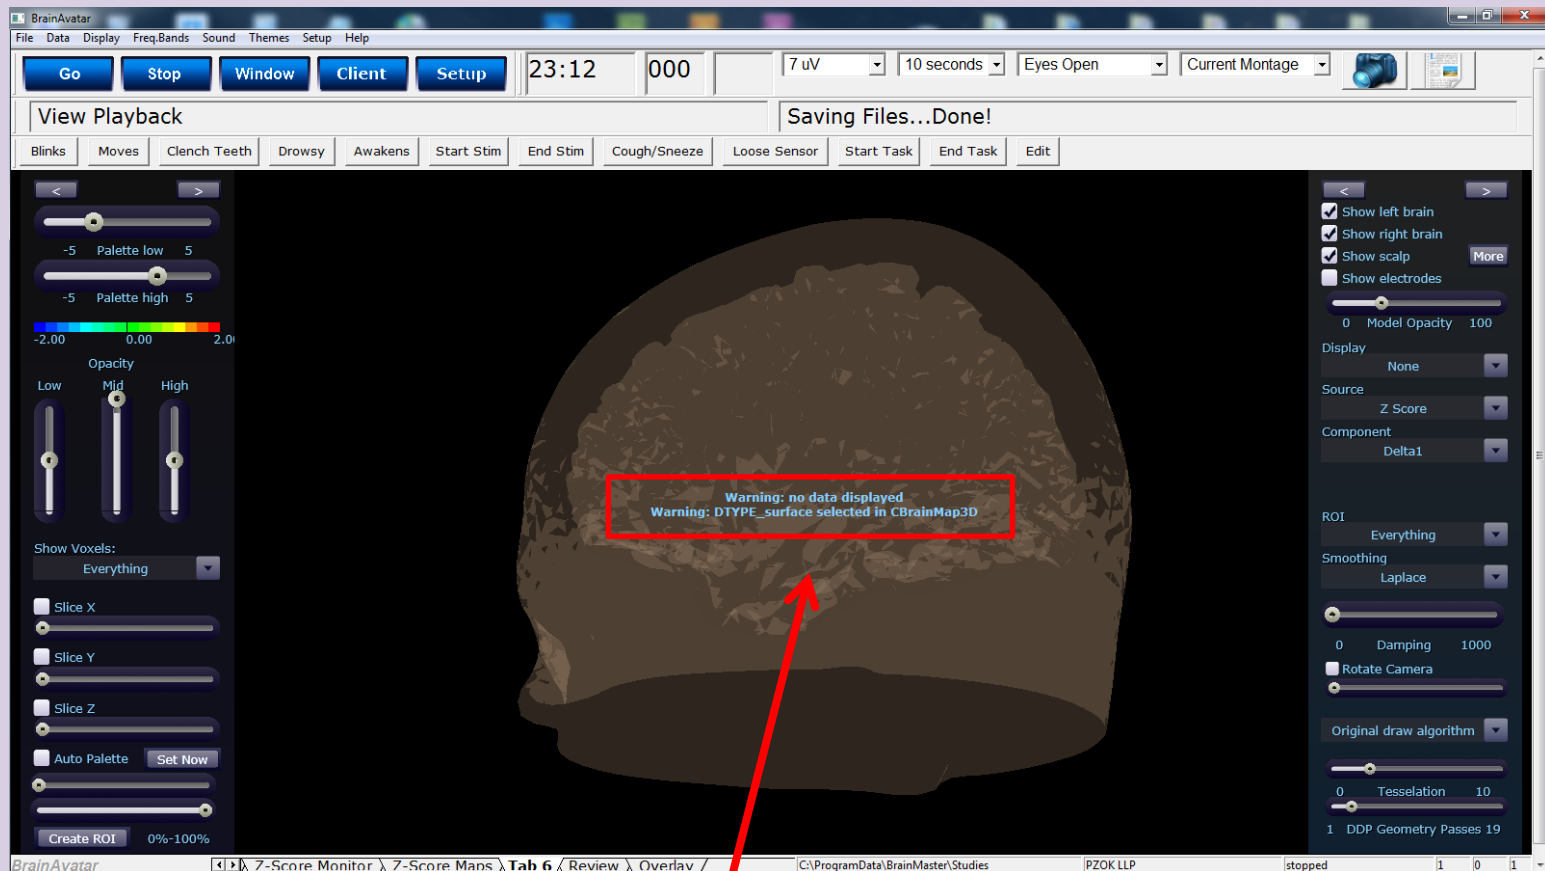 BrainAvatar
File Data Display Freq.Bands Sound Themes Setup Help
Go Stop Window Client Setup 23:12 000 7 uV 10 seconds Eyes Open Current Montage
View Playback Saving Files...Done!
Blinks Moves Clench Teeth Drowsy Awakens Start Stim End Stim Cough/Sneeze Loose Sensor Start Task End Task Edit
< >
-5 Palette low 5
-5 Palette high 5
-2.00 0.00 2.0
Opacity
Low Mid High
Show Voxels:
Everything
Slice X
Slice Y
Slice Z
Auto Palette Set Now
Create ROI 0%-100%
Warning: no data displayed
Warning: DTYPE_surface selected in CBrainMap3D
< >
Show left brain
Show right brain
Show scalp More
Show electrodes
0 Model Opacity 100
Display
None
Source
Z Score
Component
Delta1
ROI
Everything
Smoothing
Laplace
0 Damping 1000
Rotate Camera
Original draw algorithm
0 Tesselation 10
1 DDP Geometry Passes 19
BrainAvatar Z-Score Monitor Z-Score Maps Tab 6 Review Overlay C:\ProgramData\BrainMaster\Studies PZOK LLP stopped 1 0 1